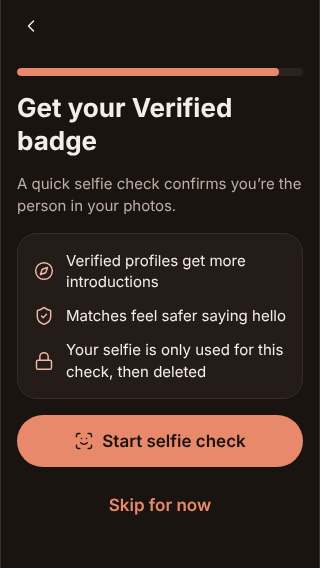 Get your Verified
badge
A quick selfie check confirms you’re the
person in your photos.
Verified profiles get more
introductions
Matches feel safer saying hello
Your selfie is only used for this
check, then deleted
Start selfie check
Skip for now